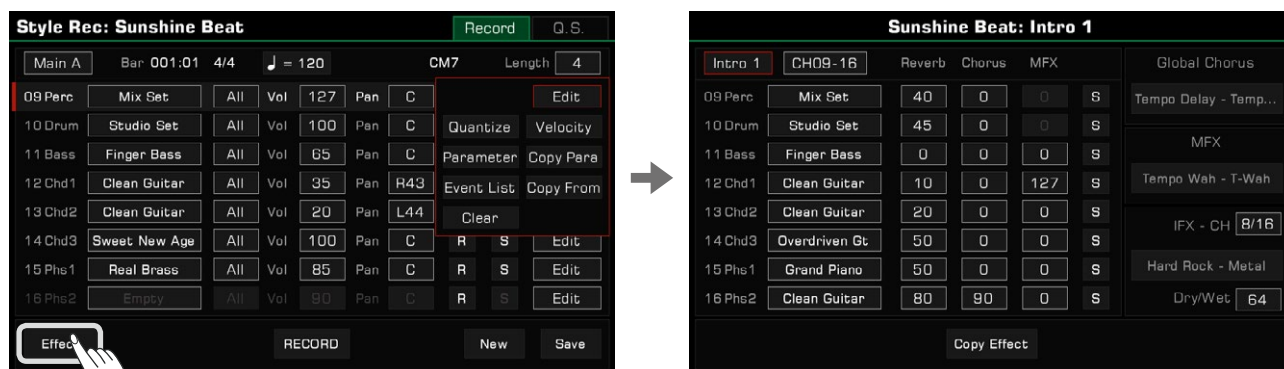 Style Rec: Sunshine Beat Record Q.S.
Main A Bar 001:01 4/4 ♩ = 120 CM7 Length 4
09 Perc Mix Set All Vol 127 Pan C Edit
10 Drum Studio Set All Vol 100 Pan C Quantize Velocity
11 Bass Finger Bass All Vol 65 Pan C Parameter Copy Para
12 Chd1 Clean Guitar All Vol 35 Pan R43 Event List Copy From
13 Chd2 Clean Guitar All Vol 20 Pan L44 Clear
14 Chd3 Sweet New Age All Vol 100 Pan C R S Edit
15 Phs1 Real Brass All Vol 85 Pan C R S Edit
16 Phs2 Empty All Vol 90 Pan C R S Edit
Effec RECORD New Save
Sunshine Beat: Intro 1
Intro 1 CH09-16 Reverb Chorus MFX Global Chorus
09 Perc Mix Set 40 0 0 S Tempo Delay - Temp...
10 Drum Studio Set 45 0 0 S
11 Bass Finger Bass 0 0 0 S MFX
12 Chd1 Clean Guitar 10 0 127 S Tempo Wah - T-Wah
13 Chd2 Clean Guitar 20 0 0 S
14 Chd3 Overdriven Gt 50 0 0 S IFX - CH 8/16
15 Phs1 Grand Piano 50 0 0 S Hard Rock - Metal
16 Phs2 Clean Guitar 80 90 0 S Dry/Wet 64
Copy Effect